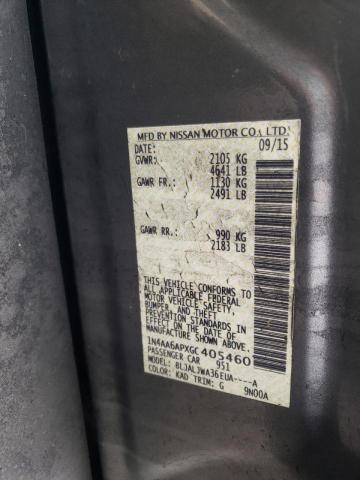 MFD BY NISSAN MOTOR CO., LTD.
DATE: 09/15
GVWR: 2105 KG
4641 LB
GAWR FR.: 1130 KG
2491 LB
GAWR RR.: 990 KG
2183 LB
THIS VEHICLE CONFORMS TO
ALL APPLICABLE FEDERAL
MOTOR VEHICLE SAFETY,
BUMPER, AND THEFT
PREVENTION STANDARDS IN
EFFECT ON THE DATE OF
MANUFACTURE SHOWN ABOVE.
1N4AA6APXGC405460
PASSENGER CAR 951
MODEL: BLJALJWA36EUA----A
COLOR: KAD TRIM: G 9N00A